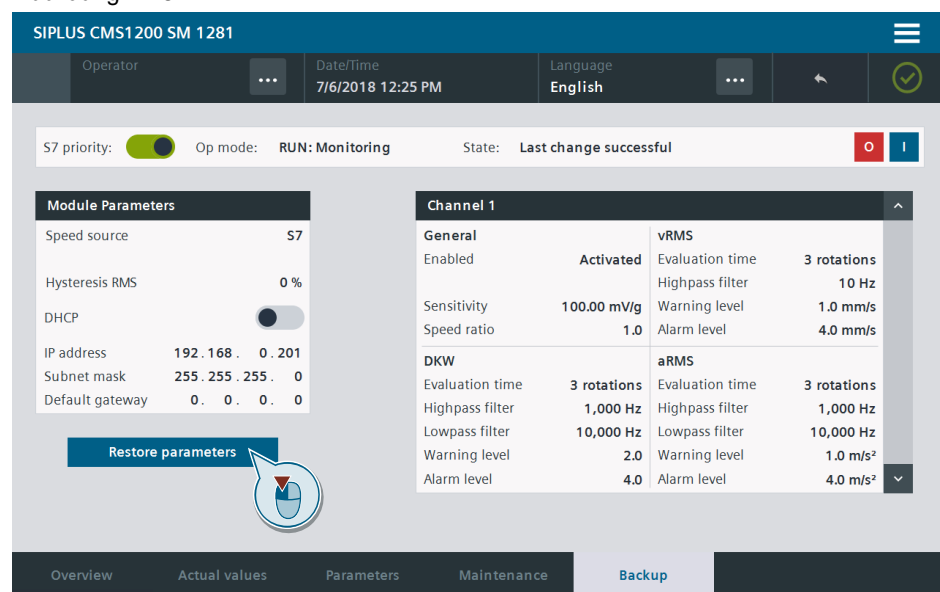 SIPLUS CMS1200 SM 1281
Operator
...
Date/Time
7/6/2018 12:25 PM
Language
English
...
S7 priority:
Op mode: RUN: Monitoring
State: Last change successful
O
I
Module Parameters
Speed source S7
Hysteresis RMS 0 %
DHCP
IP address 192.168. 0.201
Subnet mask 255.255.255. 0
Default gateway 0. 0. 0. 0
Restore parameters
Channel 1
General
Enabled Activated
Sensitivity 100.00 mV/g
Speed ratio 1.0
vRMS
Evaluation time 3 rotations
Highpass filter 10 Hz
Warning level 1.0 mm/s
Alarm level 4.0 mm/s
DKW
Evaluation time 3 rotations
Highpass filter 1,000 Hz
Lowpass filter 10,000 Hz
Warning level 2.0
Alarm level 4.0
aRMS
Evaluation time 3 rotations
Highpass filter 1,000 Hz
Lowpass filter 10,000 Hz
Warning level 1.0 m/s²
Alarm level 4.0 m/s²
Overview
Actual values
Parameters
Maintenance
Backup